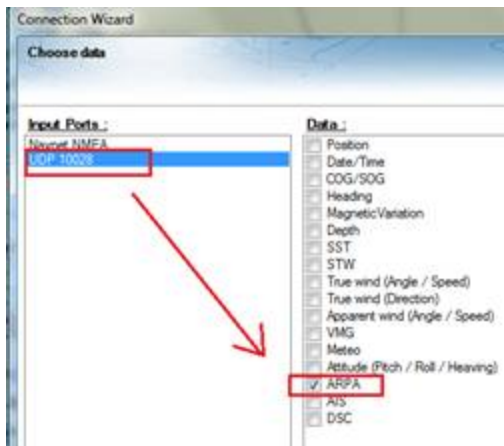 Connection Wizard
Choose data
Input Ports :
Navnet NMEA
UDP 10028
Data :
Position
Date/Time
COG/SOG
Heading
MagneticVariation
Depth
SST
STW
True wind (Angle / Speed)
True wind (Direction)
Apparent wind (Angle / Speed)
VMG
Meteo
Attitude (Pitch / Roll / Heaving)
ARPA
AIS
DSC